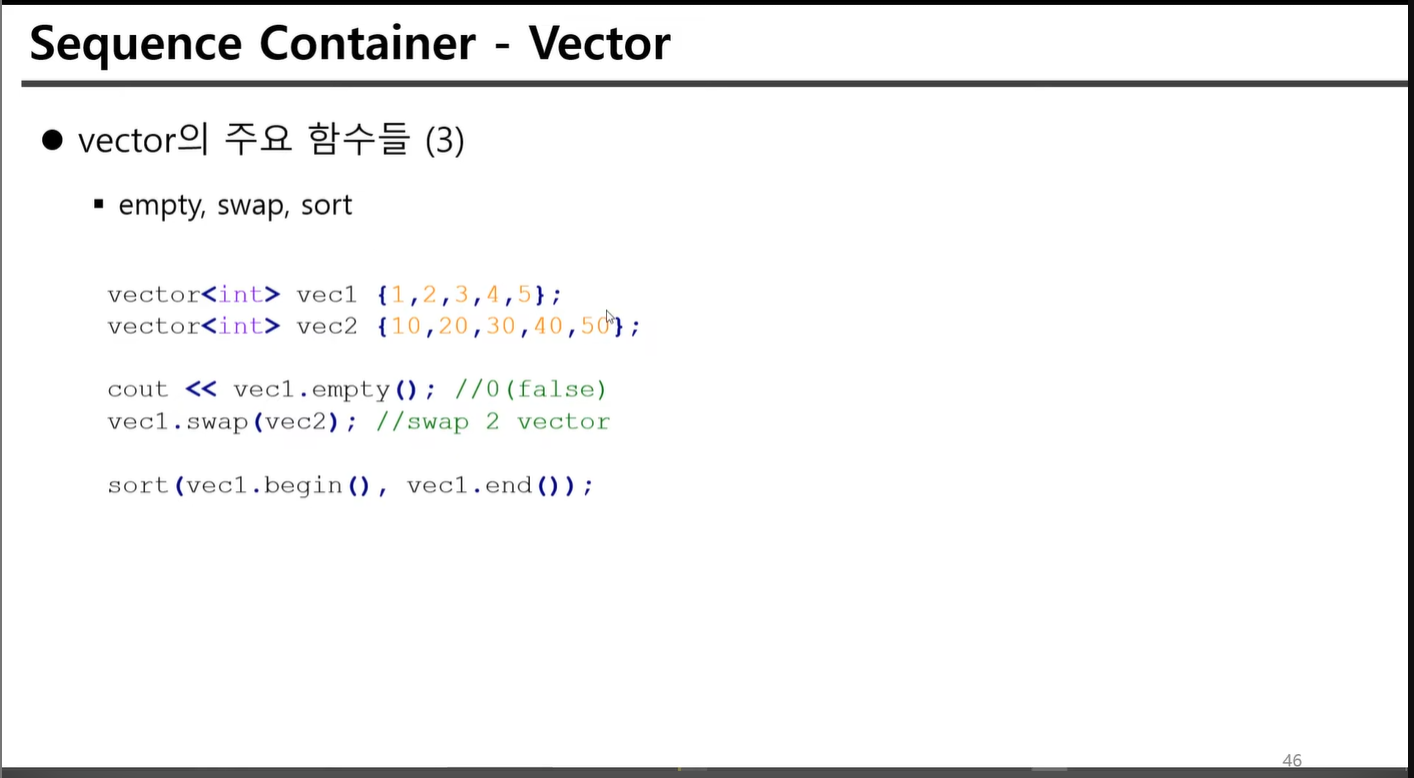 Sequence Container - Vector
● vector의 주요 함수들 (3)
▪ empty, swap, sort
vector<int> vec1 {1,2,3,4,5};
vector<int> vec2 {10,20,30,40,50};
cout << vec1.empty(); //0(false)
vec1.swap(vec2); //swap 2 vector
sort(vec1.begin(), vec1.end());
46